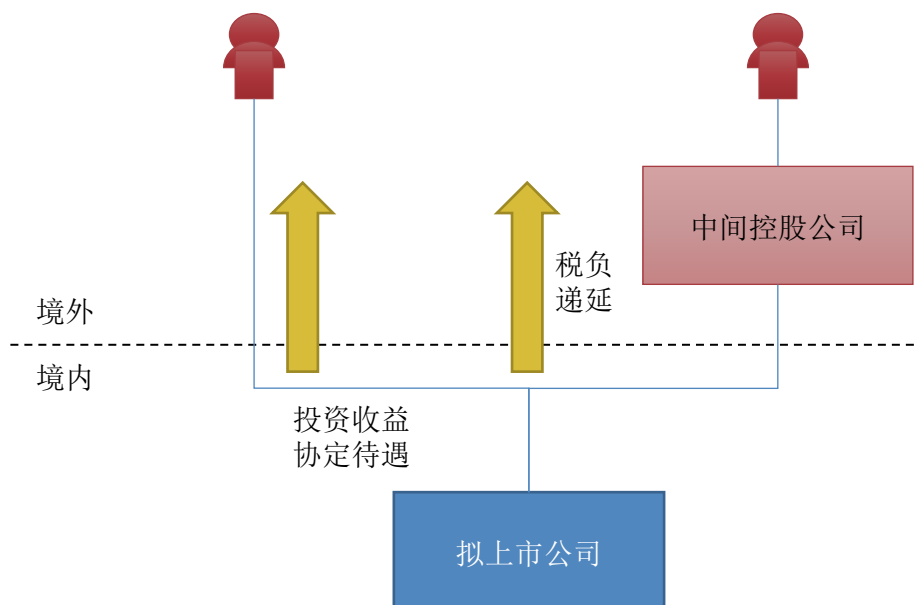 中间控股公司
税负
递延
境外
境内
投资收益
协定待遇
拟上市公司